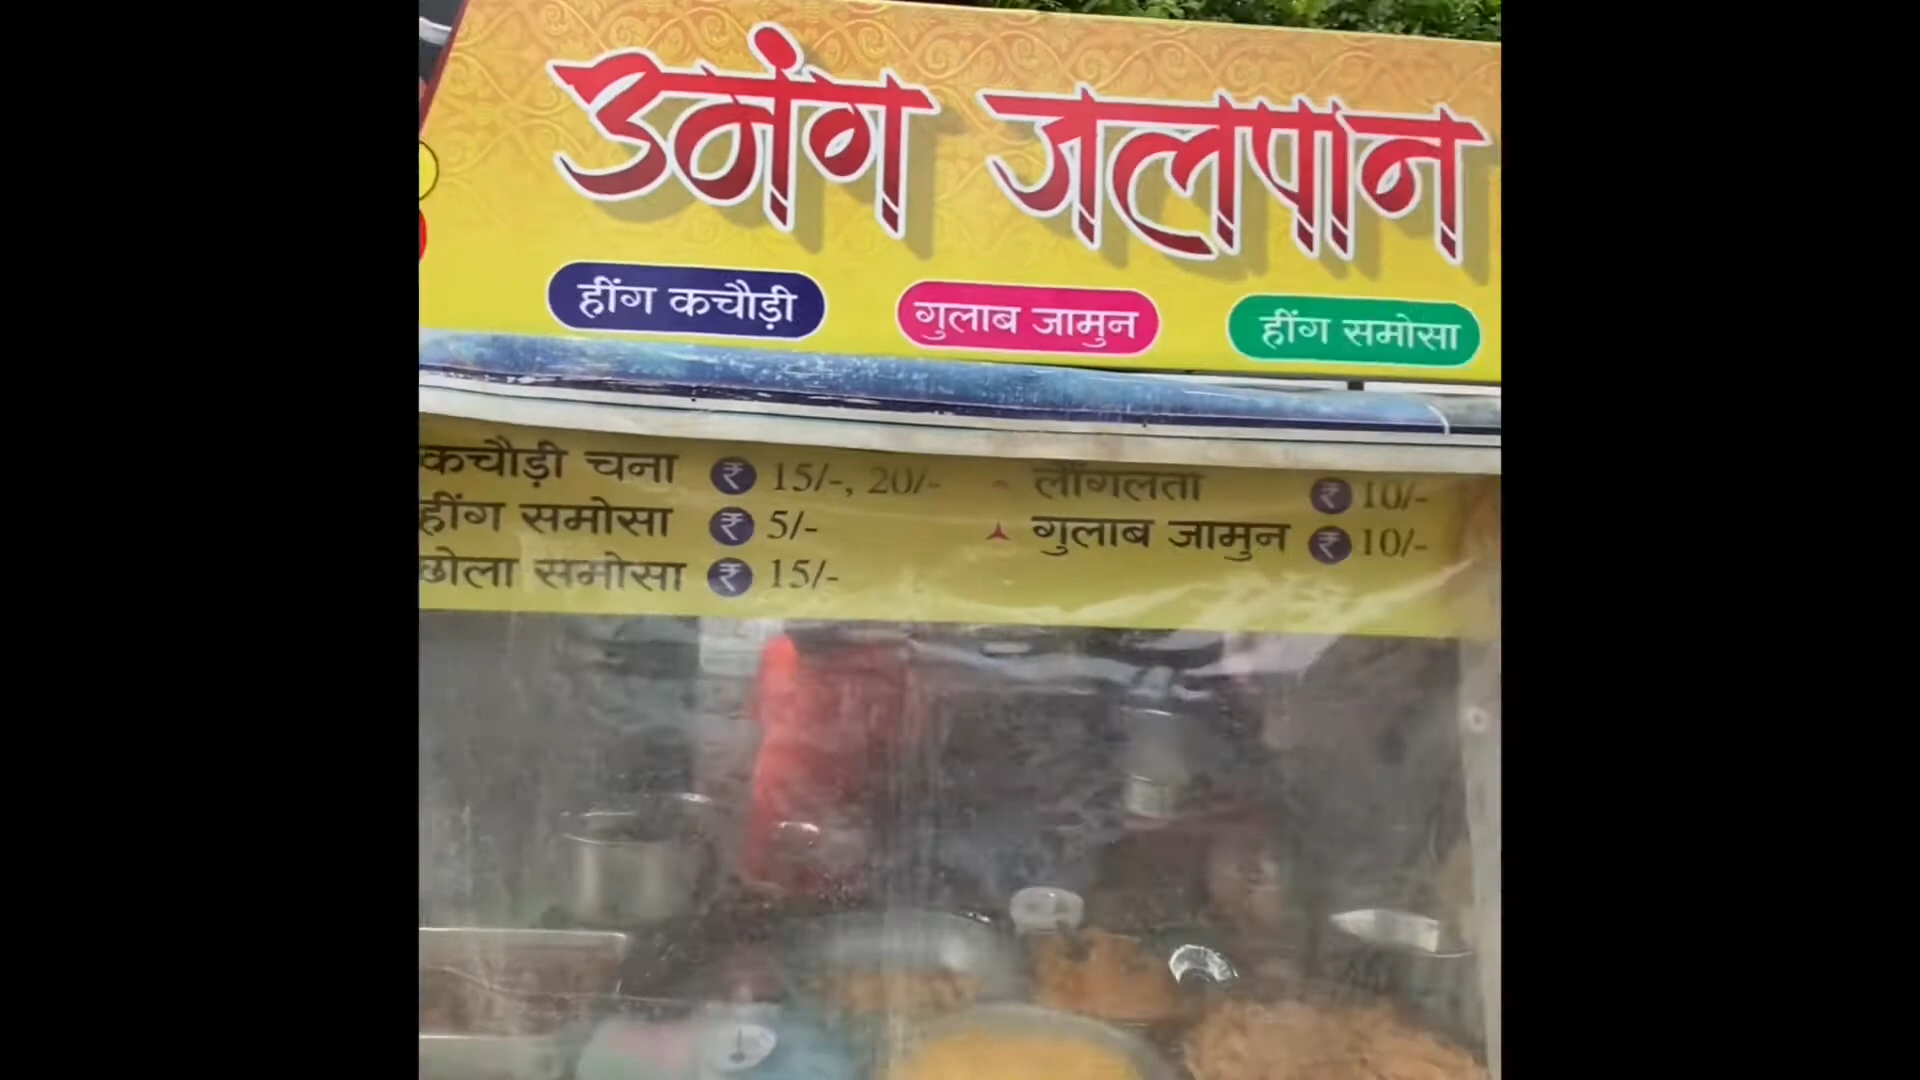 उमंग जलपान
हींग कचौड़ी गुलाब जामुन हींग समोसा
कचौड़ी चना ₹ 15/-, 20/- लौंगलता ₹ 10/-
हींग समोसा ₹ 5/- गुलाब जामुन ₹ 10/-
छोला समोसा ₹ 15/-